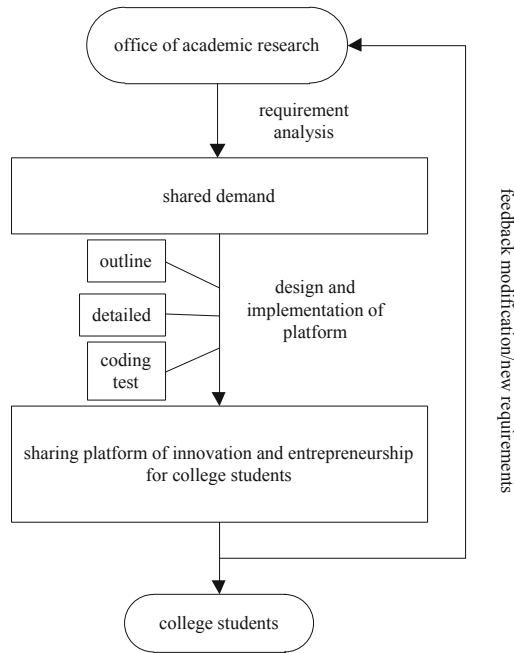 office of academic research
requirement
analysis
shared demand
outline
detailed
coding
test
design and
implementation of
platform
feedback modification/new requirements
sharing platform of innovation and entrepreneurship
for college students
college students